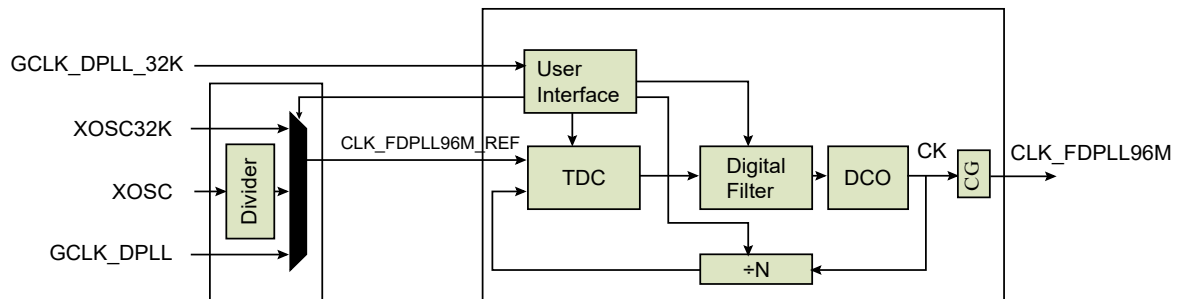 GCLK_DPLL_32K
User
Interface
XOSC32K
CLK_FDPLL96M_REF
CK
CLK_FDPLL96M
XOSC
Divider
TDC
Digital
Filter
DCO
CG
GCLK_DPLL
÷N